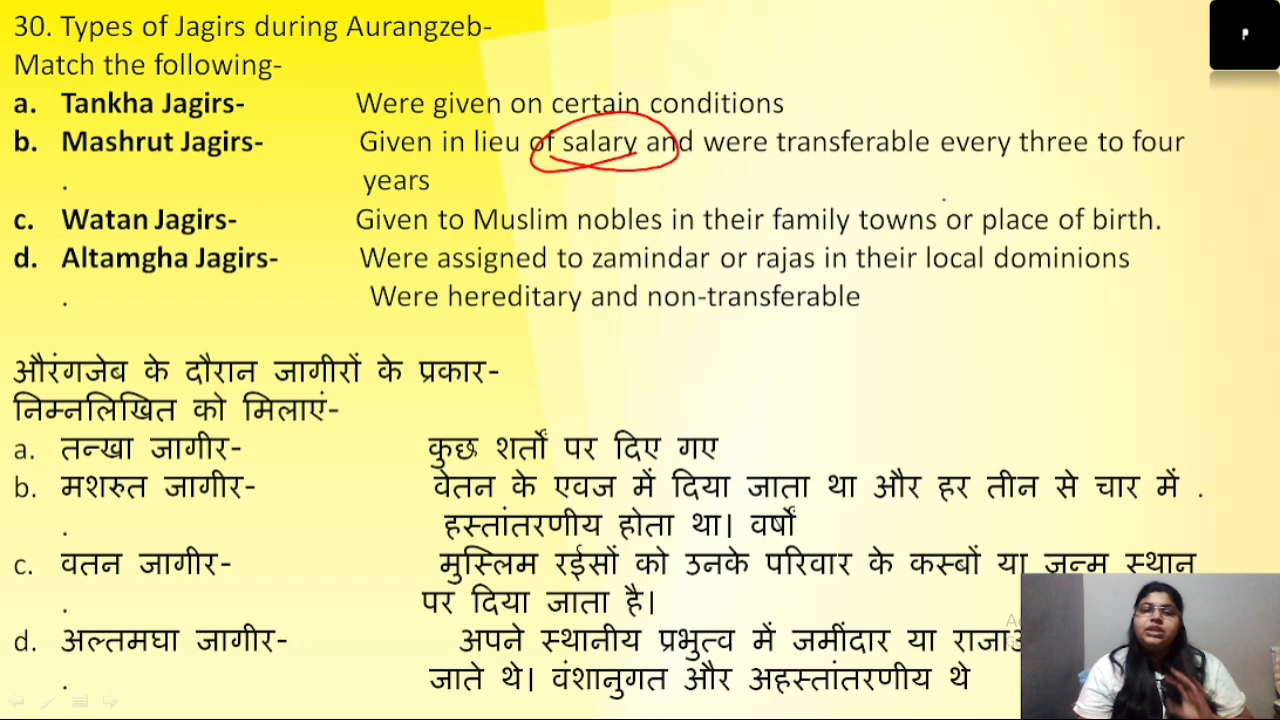 30. Types of Jagirs during Aurangzeb-
Match the following-
a. Tankha Jagirs- Were given on certain conditions
b. Mashrut Jagirs- Given in lieu of salary and were transferable every three to four
. years
c. Watan Jagirs- Given to Muslim nobles in their family towns or place of birth.
d. Altamgha Jagirs- Were assigned to zamindar or rajas in their local dominions
. Were hereditary and non-transferable
औरंगजेब के दौरान जागीरों के प्रकार-
निम्नलिखित को मिलाएं-
a. तन्खा जागीर- कुछ शर्तों पर दिए गए
b. मशरुत जागीर- वेतन के एवज में दिया जाता था और हर तीन से चार में .
. हस्तांतरणीय होता था। वर्षों
c. वतन जागीर- मुस्लिम रईसों को उनके परिवार के कस्बों या जन्म स्थान
. पर दिया जाता है।
d. अल्तमघा जागीर- अपने स्थानीय प्रभुत्व में जमींदार या
. जाते थे। वंशानुगत और अहस्तांतरणीय थे